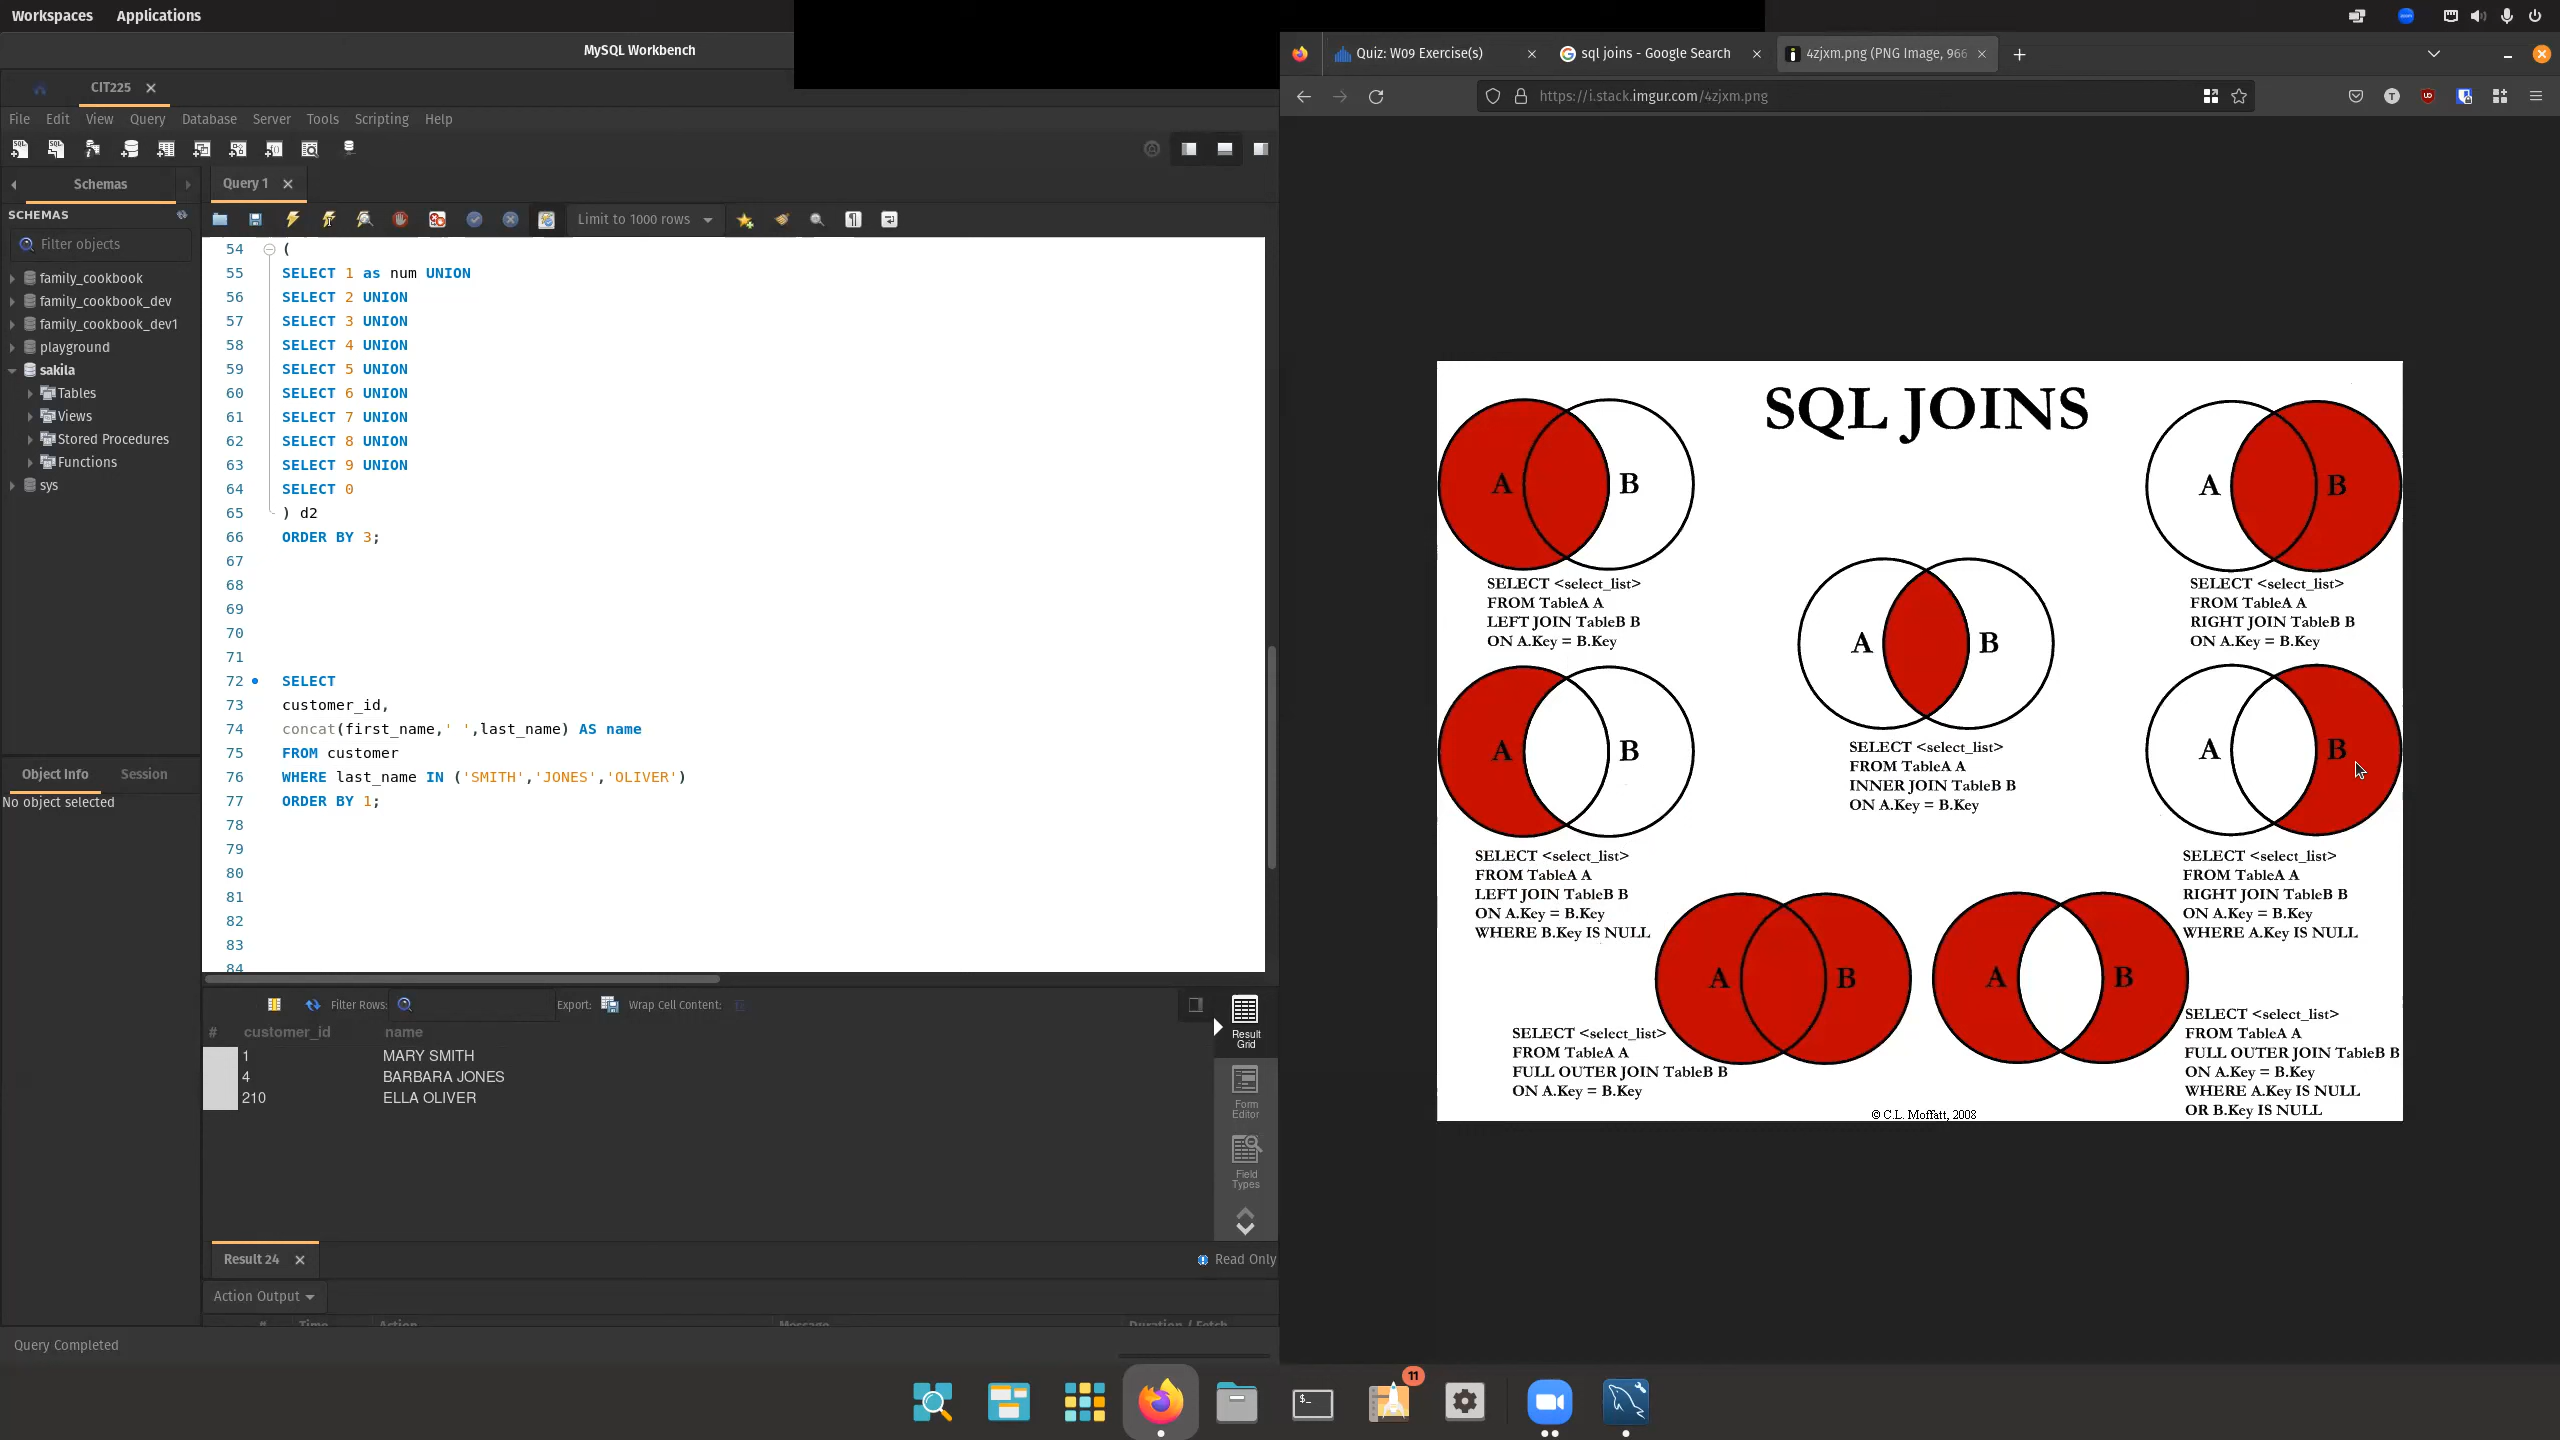 Workspaces
Applications
MySQL Workbench
CIT225
File Edit View Query Database Server Tools Scripting Help
Schemas
Query 1
SCHEMAS
Limit to 1000 rows
Filter objects
family_cookbook
family_cookbook_dev
family_cookbook_dev1
playground
sakila
Tables
Views
Stored Procedures
Functions
sys
Object Info
Session
No object selected
54 (
55 SELECT 1 as num UNION
56 SELECT 2 UNION
57 SELECT 3 UNION
58 SELECT 4 UNION
59 SELECT 5 UNION
60 SELECT 6 UNION
61 SELECT 7 UNION
62 SELECT 8 UNION
63 SELECT 9 UNION
64 SELECT 0
65 ) d2
66 ORDER BY 3;
67
68
69
70
71
72 SELECT
73 customer_id,
74 concat(first_name,' ',last_name) AS name
75 FROM customer
76 WHERE last_name IN ('SMITH','JONES','OLIVER')
77 ORDER BY 1;
78
79
80
81
82
83
84
Filter Rows:
Export:
Wrap Cell Content:
# customer_id name
1 MARY SMITH
4 BARBARA JONES
210 ELLA OLIVER
Result
Grid
Form
Editor
Field
Types
Result 24
Read Only
Action Output
# Time Action Message Duration / Fetch
Query Completed
Quiz: W09 Exercise(s)
sql joins - Google Search
4zjxm.png (PNG Image, 966
https://i.stack.imgur.com/4zjxm.png
SQL JOINS
A B
SELECT <select_list>
FROM TableA A
LEFT JOIN TableB B
ON A.Key = B.Key
A B
SELECT <select_list>
FROM TableA A
RIGHT JOIN TableB B
ON A.Key = B.Key
A B
SELECT <select_list>
FROM TableA A
INNER JOIN TableB B
ON A.Key = B.Key
A B
SELECT <select_list>
FROM TableA A
LEFT JOIN TableB B
ON A.Key = B.Key
WHERE B.Key IS NULL
A B
SELECT <select_list>
FROM TableA A
RIGHT JOIN TableB B
ON A.Key = B.Key
WHERE A.Key IS NULL
A B
SELECT <select_list>
FROM TableA A
FULL OUTER JOIN TableB B
ON A.Key = B.Key
A B
SELECT <select_list>
FROM TableA A
FULL OUTER JOIN TableB B
ON A.Key = B.Key
WHERE A.Key IS NULL
OR B.Key IS NULL
© C.L. Moffatt, 2008
11